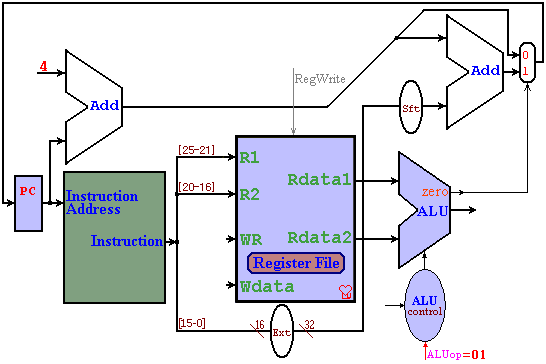 4
Add
RegWrite
Add
0
1
Sft
[25-21]
R1
Rdata1
PC
[20-16]
R2
zero
Instruction
Address
ALU
Instruction
WR
Rdata2
Register File
Wdata
[15-0]
16
Ext
32
ALU
control
ALUop=01